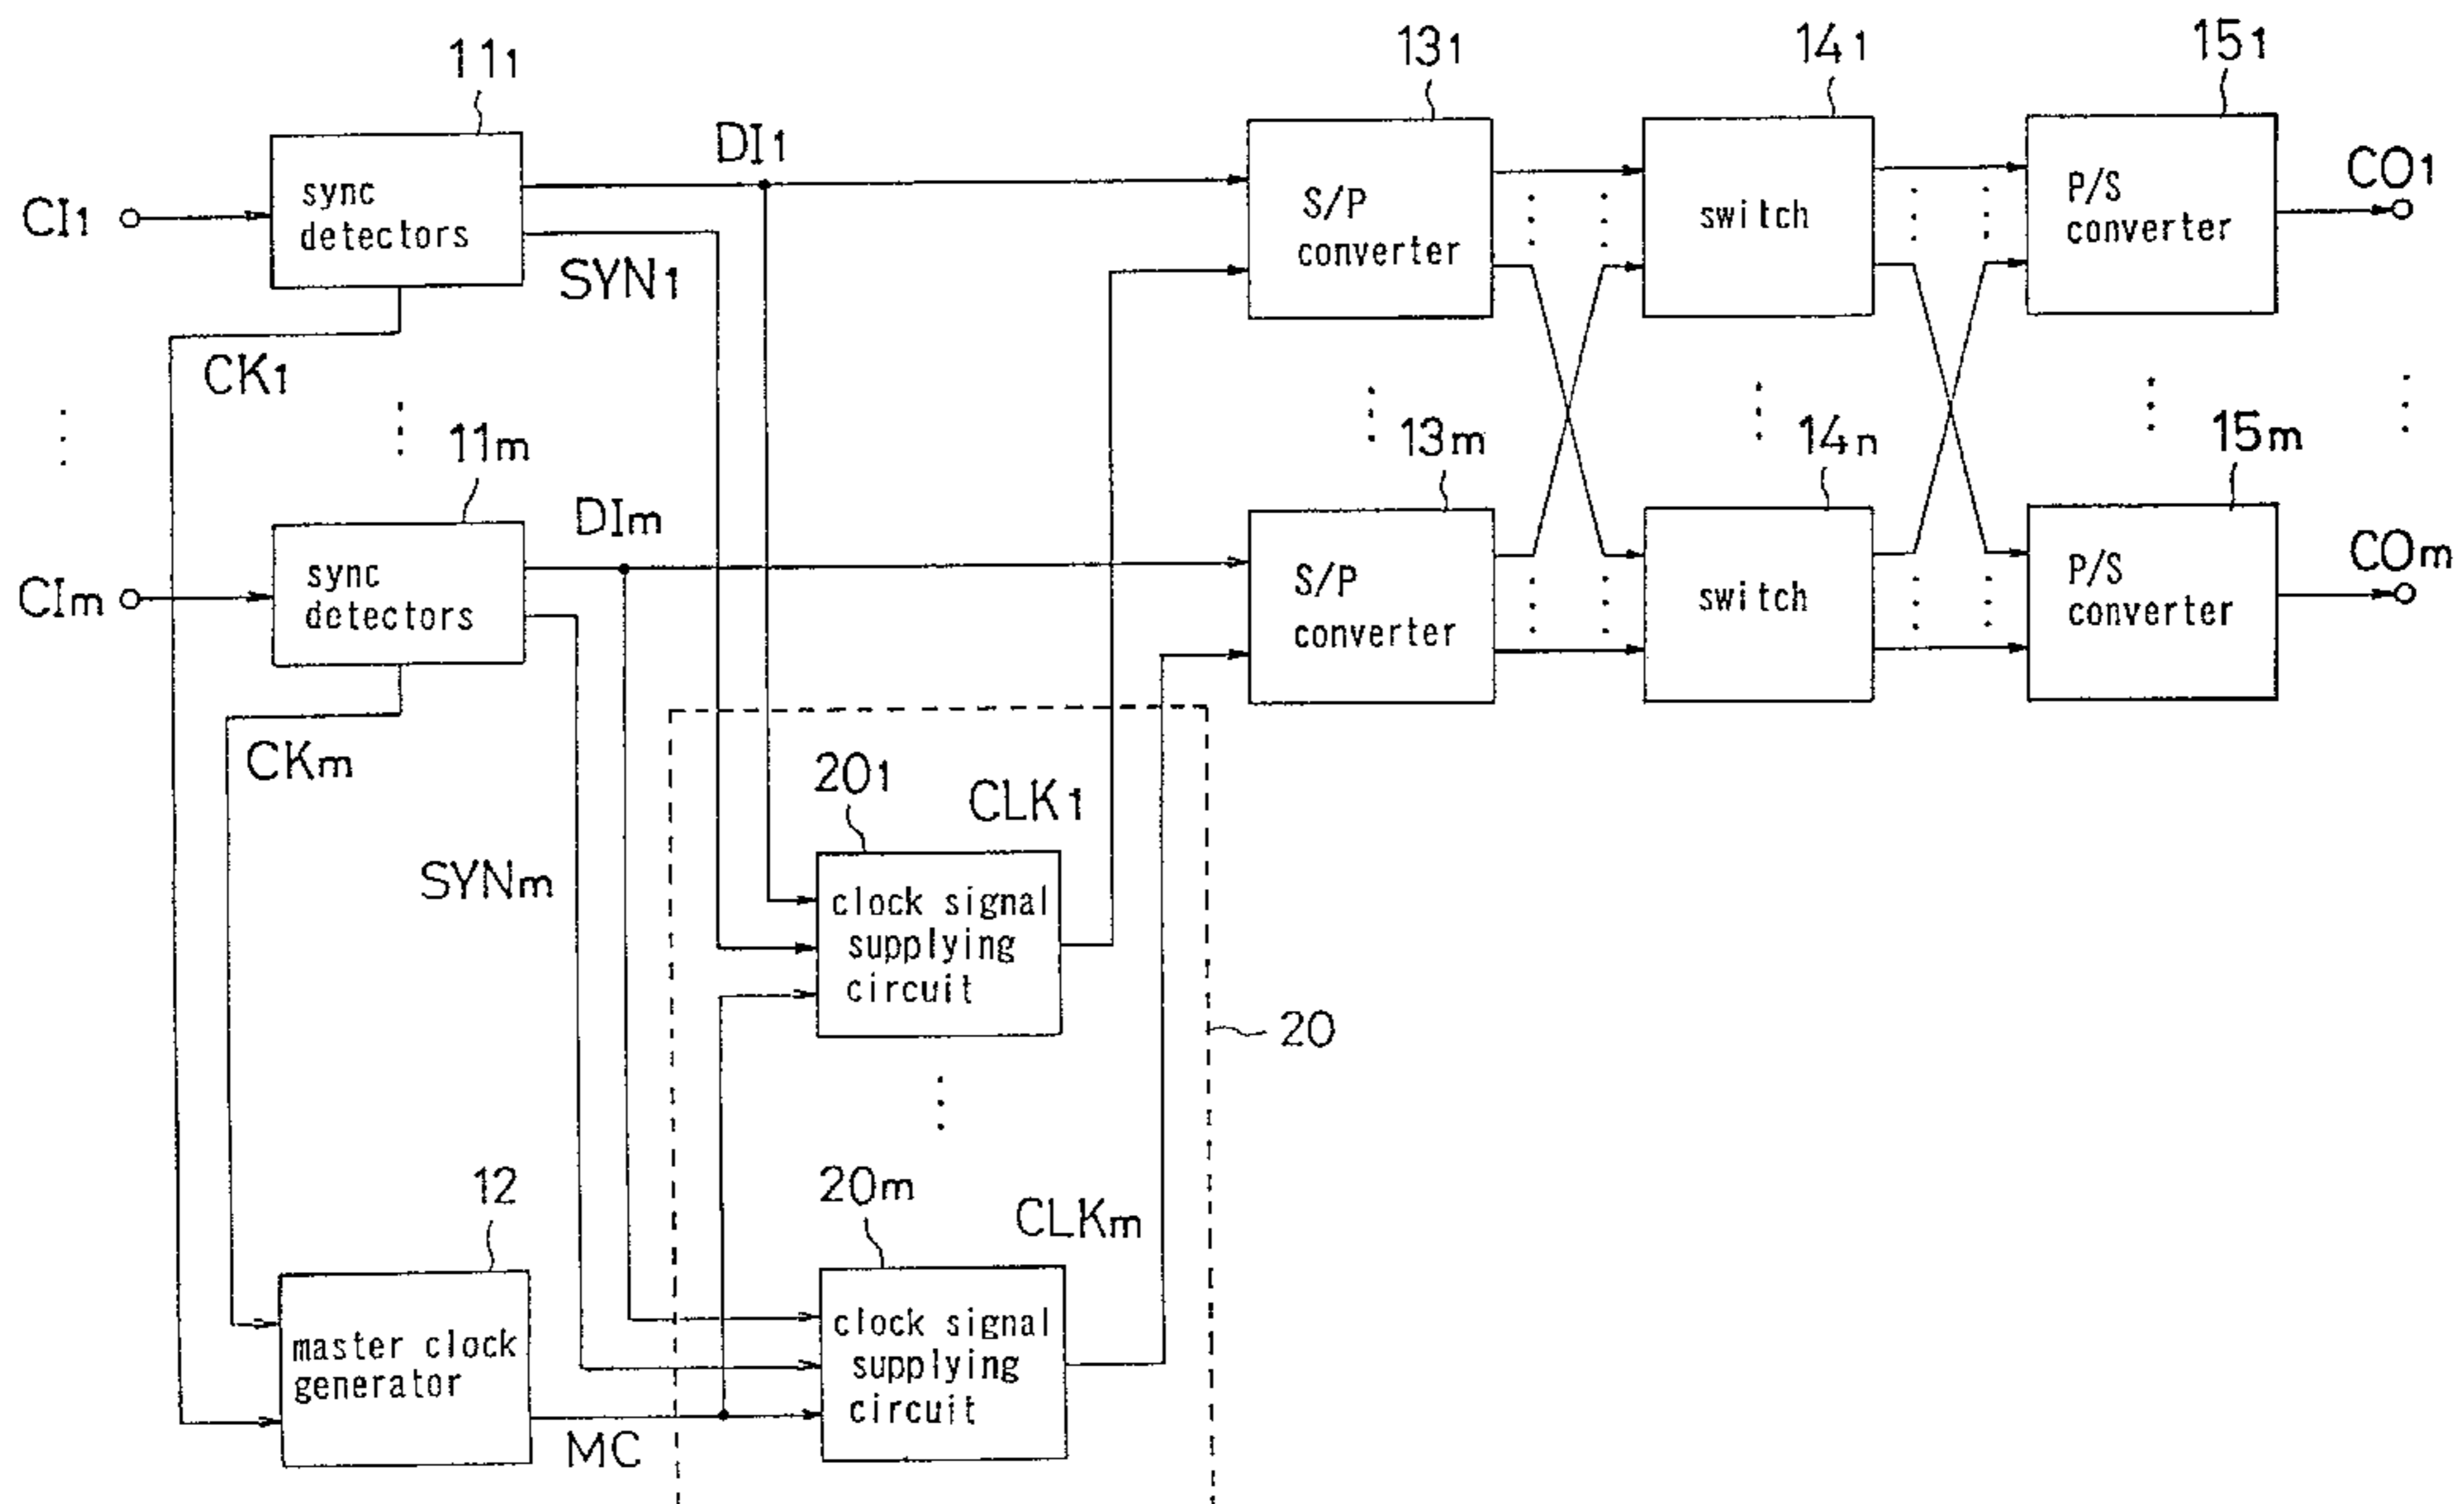 111
131
141
151
CI1
sync
detectors
DI1
SYN1
CK1
S/P
converter
switch
P/S
converter
CO1
11m
13m
14n
15m
CIm
sync
detectors
DIm
CKm
SYNm
S/P
converter
switch
P/S
converter
COm
201
CLK1
clock signal
supplying
circuit
20
12
20m
CLKm
master clock
generator
MC
clock signal
supplying
circuit